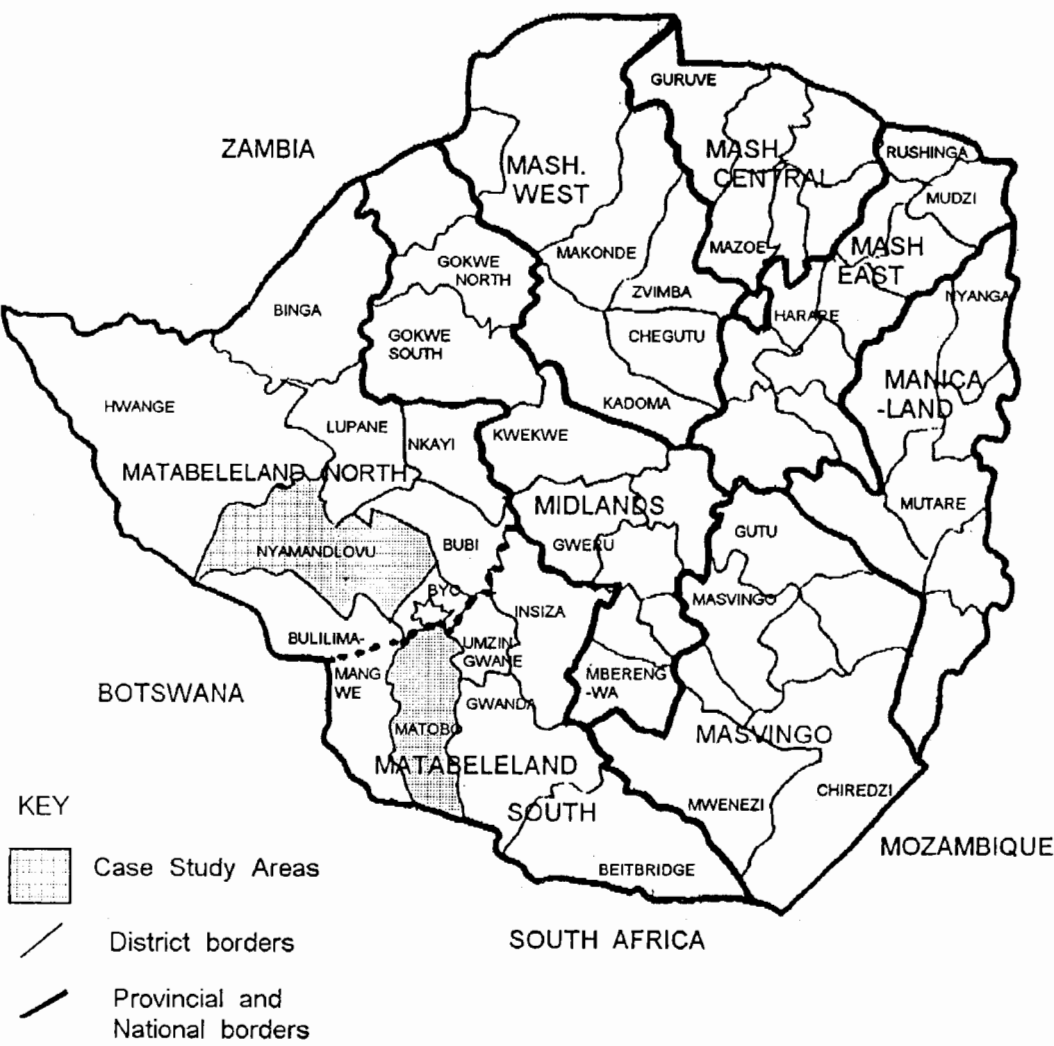 GURUVE
ZAMBIA
MASH.
WEST
MASH.
CENTRAL
RUSHINGA
MUDZI
GOKWE
NORTH
MAKONDE
MAZOE
MASH
EAST
BINGA
ZVIMBA
NYANGA
HARARE
GOKWE
SOUTH
CHEGUTU
HWANGE
KADOMA
MANICA
-LAND
LUPANE
NKAYI
KWEKWE
MATABELELAND NORTH
MIDLANDS
MUTARE
GUTU
NYAMANDLOVU
BUBI
GWERU
BYO
INSIZA
MASVINGO
BULILIMA-
MANG
WE
UMZIN
GWANE
MBERENG
-WA
BOTSWANA
GWANDA
MATOBO
MASVINGO
MATABELELAND
SOUTH
MWENEZI
CHIREDZI
MOZAMBIQUE
BEITBRIDGE
SOUTH AFRICA
KEY
Case Study Areas
District borders
Provincial and
National borders